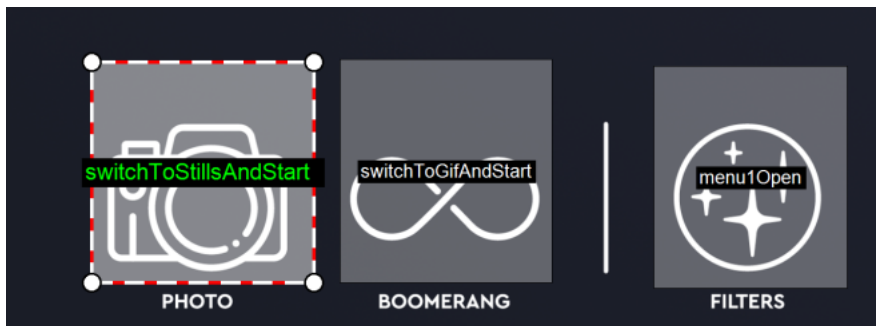 switchToStillsAndStart
switchToGifAndStart
menu1Open
PHOTO
BOOMERANG
FILTERS